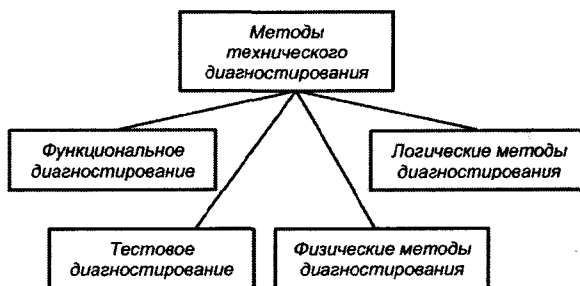 Методы
технического
диагностирования
Функциональное
диагностирование
Логические методы
диагностирования
Тестовое
диагностирование
Физические методы
диагностирования